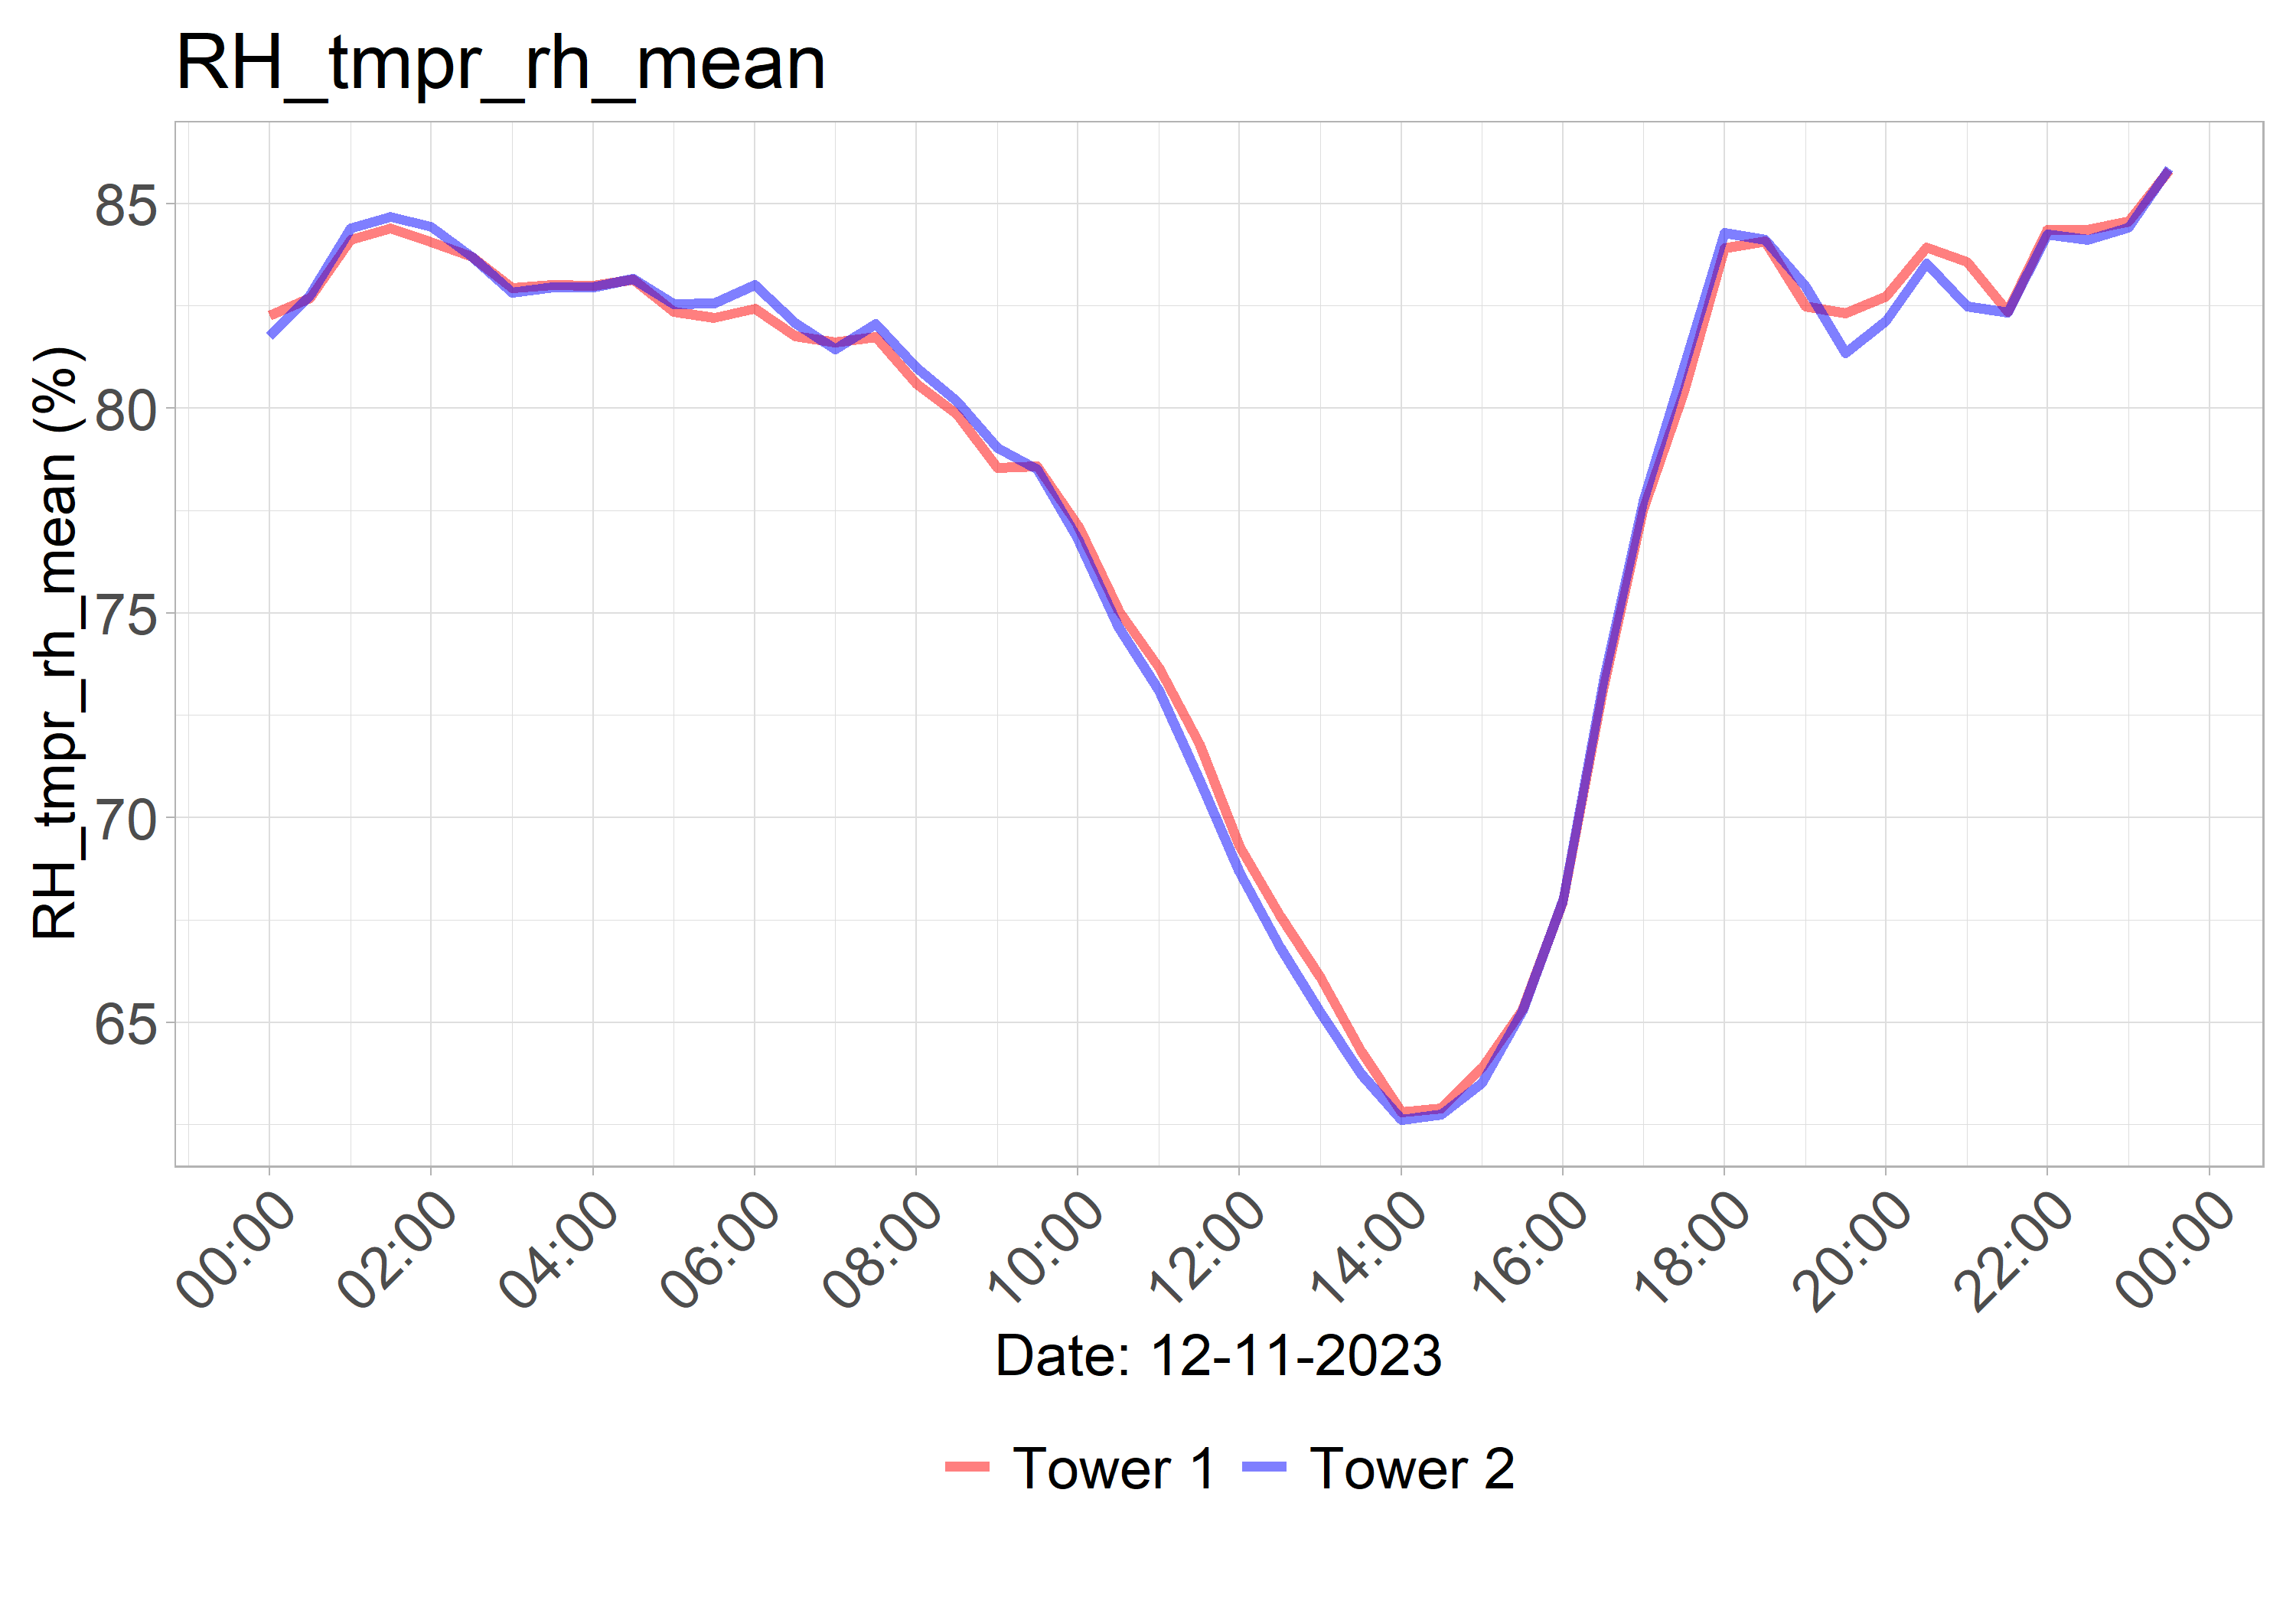 RH_tmpr_rh_mean
RH_tmpr_rh_mean (%)
85
80
75
70
65
00:00 02:00 04:00 06:00 08:00 10:00 12:00 14:00 16:00 18:00 20:00 22:00 00:00
Date: 12-11-2023
Tower 1 Tower 2